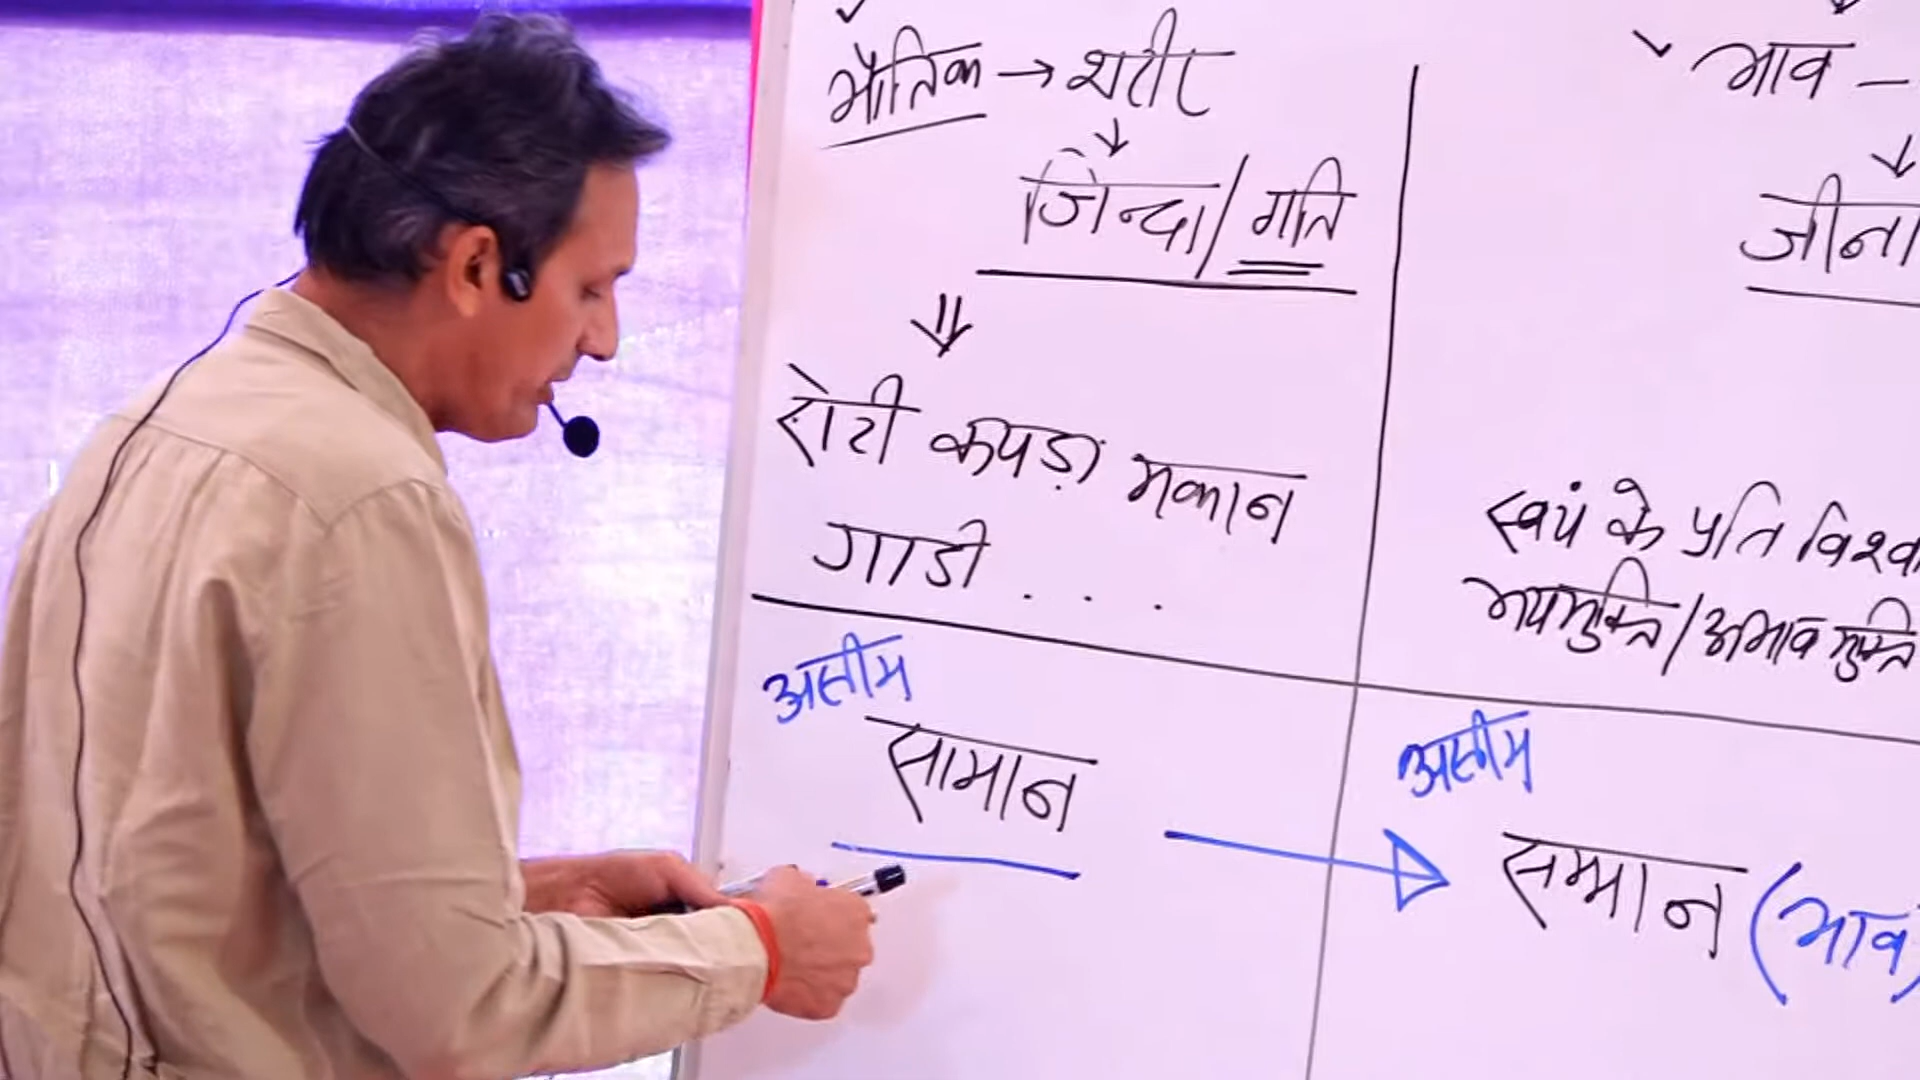 भौतिक → शरीर
↓
जिन्दा / गति
⇓
रोटी कपड़ा मकान
गाडी . . .
असीम
सामान
भाव –
↓
जीना
स्वयं के प्रति विश्वा
भयमुक्ति / अभाव मुक्ति
असीम
सम्मान (भाव)